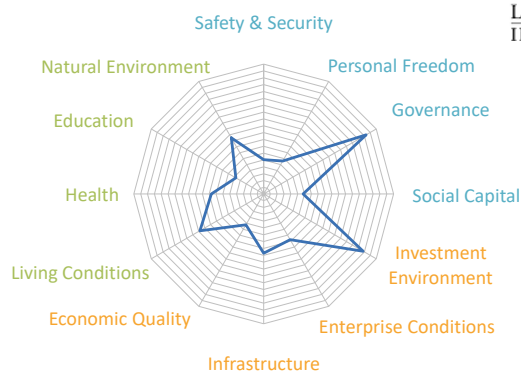 Safety & Security
Natural Environment
Personal Freedom
Education
Governance
Health
Social Capital
Living Conditions
Investment
Environment
Economic Quality
Enterprise Conditions
Infrastructure